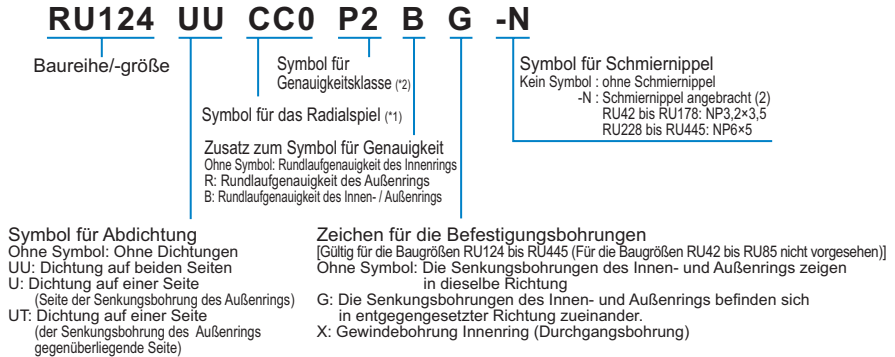 RU124 UU CC0 P2 B G -N
Baureihe/-größe
Symbol für
Genauigkeitsklasse (*2)
Symbol für das Radialspiel (*1)
Zusatz zum Symbol für Genauigkeit
Ohne Symbol: Rundlaufgenauigkeit des Innenrings
R: Rundlaufgenauigkeit des Außenrings
B: Rundlaufgenauigkeit des Innen- / Außenrings
Symbol für Schmiernippel
Kein Symbol : ohne Schmiernippel
-N : Schmiernippel angebracht (2)
RU42 bis RU178: NP3,2×3,5
RU228 bis RU445: NP6×5
Symbol für Abdichtung
Ohne Symbol: Ohne Dichtungen
UU: Dichtung auf beiden Seiten
U: Dichtung auf einer Seite
(Seite der Senkungsbohrung des Außenrings)
UT: Dichtung auf einer Seite
(der Senkungsbohrung des Außenrings
gegenüberliegende Seite)
Zeichen für die Befestigungsbohrungen
[Gültig für die Baugrößen RU124 bis RU445 (Für die Baugrößen RU42 bis RU85 nicht vorgesehen)]
Ohne Symbol: Die Senkungsbohrungen des Innen- und Außenrings zeigen
in dieselbe Richtung
G: Die Senkungsbohrungen des Innen- und Außenrings befinden sich
in entgegengesetzter Richtung zueinander.
X: Gewindebohrung Innenring (Durchgangsbohrung)